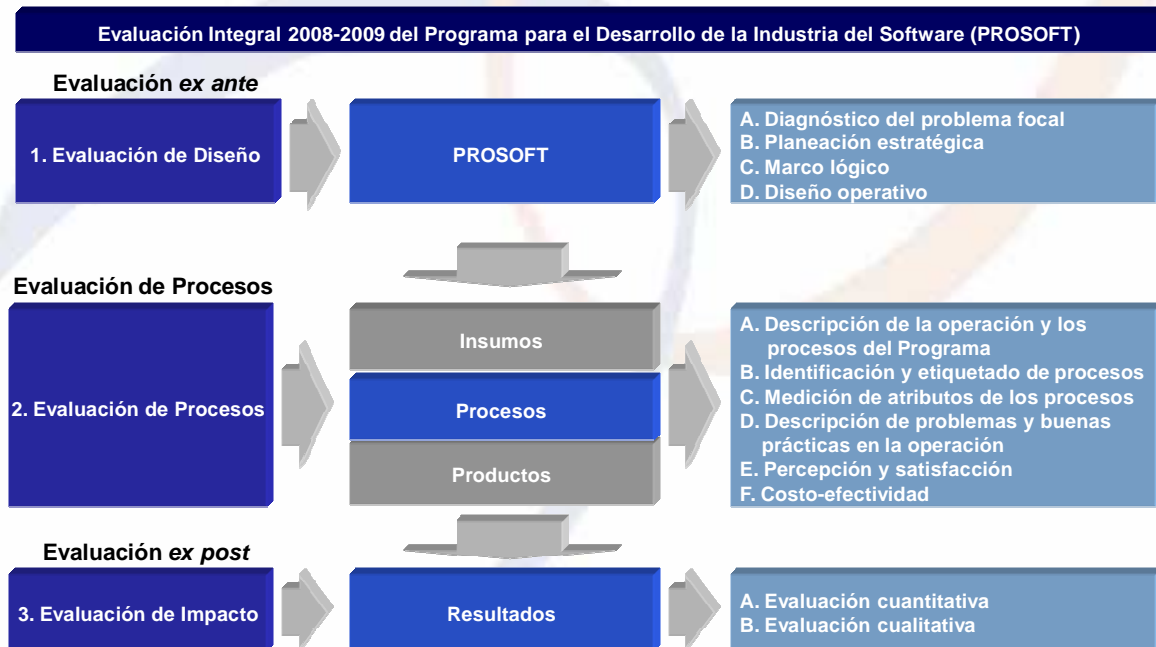 Evaluación Integral 2008-2009 del Programa para el Desarrollo de la Industria del Software (PROSOFT)
Evaluación ex ante
1. Evaluación de Diseño
PROSOFT
A. Diagnóstico del problema focal
B. Planeación estratégica
C. Marco lógico
D. Diseño operativo
Evaluación de Procesos
2. Evaluación de Procesos
Insumos
Procesos
Productos
A. Descripción de la operación y los
procesos del Programa
B. Identificación y etiquetado de procesos
C. Medición de atributos de los procesos
D. Descripción de problemas y buenas
prácticas en la operación
E. Percepción y satisfacción
F. Costo-efectividad
Evaluación ex post
3. Evaluación de Impacto
Resultados
A. Evaluación cuantitativa
B. Evaluación cualitativa